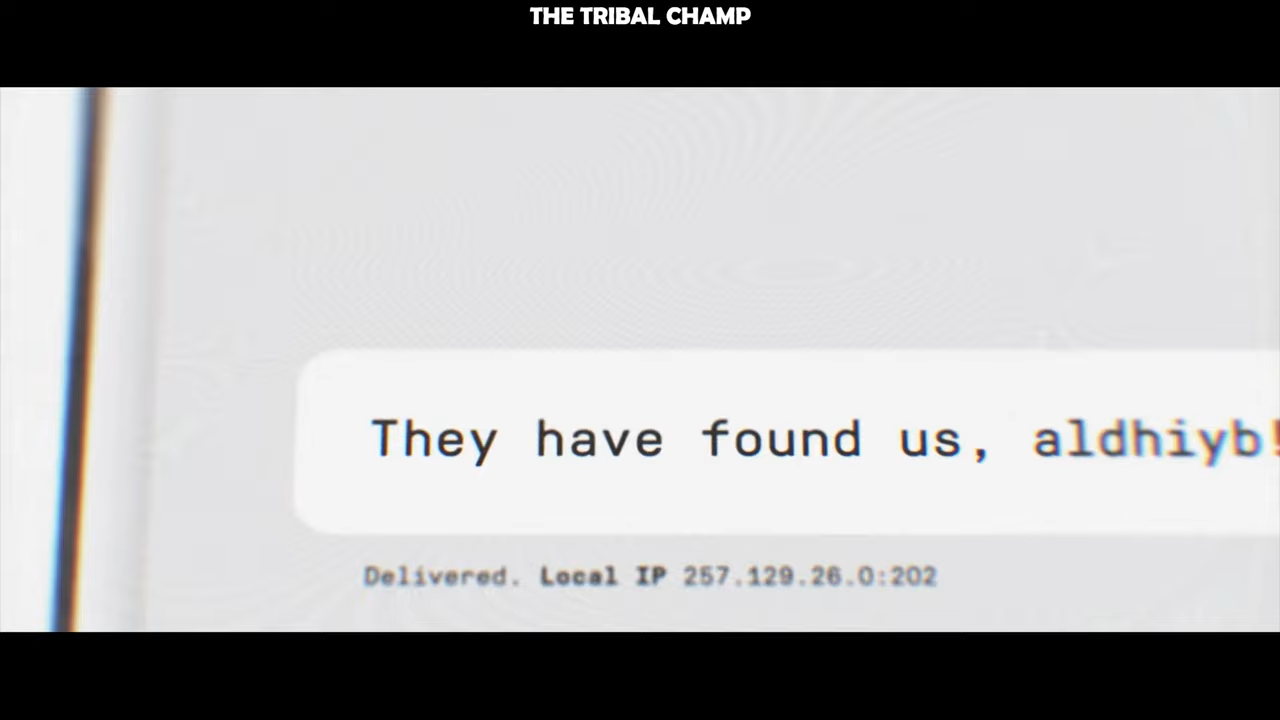 THE TRIBAL CHAMP
They have found us, aldhiyb!
Delivered. Local IP 257.129.26.0:202